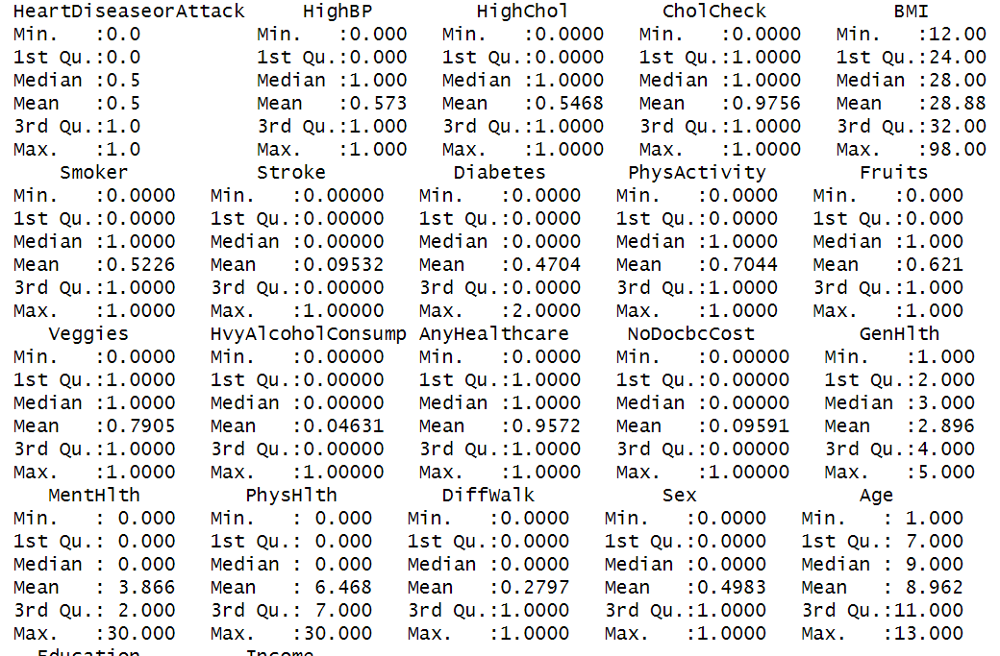 HeartDiseaseorAttack     HighBP             HighChol         CholCheck           BMI
Min.   :0.0          Min.   :0.000   Min.   :0.0000   Min.   :0.0000   Min.   :12.00
1st Qu.:0.0          1st Qu.:0.000   1st Qu.:0.0000   1st Qu.:1.0000   1st Qu.:24.00
Median :0.5          Median :1.000   Median :1.0000   Median :1.0000   Median :28.00
Mean   :0.5          Mean   :0.573   Mean   :0.5468   Mean   :0.9756   Mean   :28.88
3rd Qu.:1.0          3rd Qu.:1.000   3rd Qu.:1.0000   3rd Qu.:1.0000   3rd Qu.:32.00
Max.   :1.0          Max.   :1.000   Max.   :1.0000   Max.   :1.0000   Max.   :98.00
Smoker           Stroke           Diabetes       PhysActivity        Fruits
Min.   :0.0000   Min.   :0.00000   Min.   :0.0000   Min.   :0.0000   Min.   :0.000
1st Qu.:0.0000   1st Qu.:0.00000   1st Qu.:0.0000   1st Qu.:0.0000   1st Qu.:0.000
Median :1.0000   Median :0.00000   Median :0.0000   Median :1.0000   Median :1.000
Mean   :0.5226   Mean   :0.09532   Mean   :0.4704   Mean   :0.7044   Mean   :0.621
3rd Qu.:1.0000   3rd Qu.:0.00000   3rd Qu.:0.0000   3rd Qu.:1.0000   3rd Qu.:1.000
Max.   :1.0000   Max.   :1.00000   Max.   :2.0000   Max.   :1.0000   Max.   :1.000
Veggies       HvyAlcoholConsump AnyHealthcare     NoDocbcCost         GenHlth
Min.   :0.0000   Min.   :0.00000   Min.   :0.0000   Min.   :0.00000   Min.   :1.000
1st Qu.:1.0000   1st Qu.:0.00000   1st Qu.:1.0000   1st Qu.:0.00000   1st Qu.:2.000
Median :1.0000   Median :0.00000   Median :1.0000   Median :0.00000   Median :3.000
Mean   :0.7905   Mean   :0.04631   Mean   :0.9572   Mean   :0.09591   Mean   :2.896
3rd Qu.:1.0000   3rd Qu.:0.00000   3rd Qu.:1.0000   3rd Qu.:0.00000   3rd Qu.:4.000
Max.   :1.0000   Max.   :1.00000   Max.   :1.0000   Max.   :1.00000   Max.   :5.000
MentHlth         PhysHlth         DiffWalk           Sex              Age
Min.   : 0.000   Min.   : 0.000   Min.   :0.0000   Min.   :0.0000   Min.   : 1.000
1st Qu.: 0.000   1st Qu.: 0.000   1st Qu.:0.0000   1st Qu.:0.0000   1st Qu.: 7.000
Median : 0.000   Median : 0.000   Median :0.0000   Median :0.0000   Median : 9.000
Mean   : 3.866   Mean   : 6.468   Mean   :0.2797   Mean   :0.4983   Mean   : 8.962
3rd Qu.: 2.000   3rd Qu.: 7.000   3rd Qu.:1.0000   3rd Qu.:1.0000   3rd Qu.:11.000
Max.   :30.000   Max.   :30.000   Max.   :1.0000   Max.   :1.0000   Max.   :13.000
Education         Income